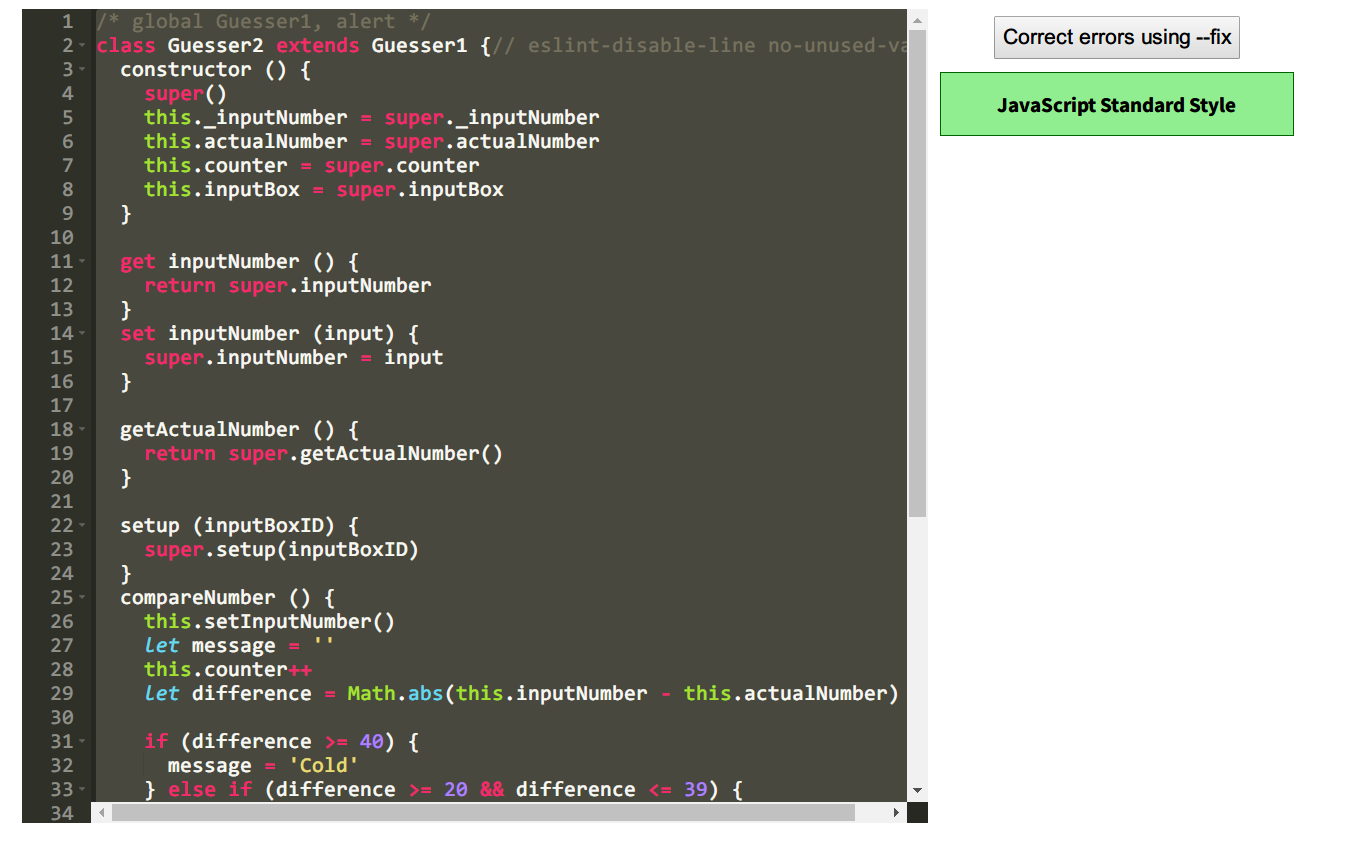 1 /* global Guesser1, alert */
2 class Guesser2 extends Guesser1 {// eslint-disable-line no-unused-va
3   constructor () {
4     super()
5     this._inputNumber = super._inputNumber
6     this.actualNumber = super.actualNumber
7     this.counter = super.counter
8     this.inputBox = super.inputBox
9   }
10
11   get inputNumber () {
12     return super.inputNumber
13   }
14   set inputNumber (input) {
15     super.inputNumber = input
16   }
17
18   getActualNumber () {
19     return super.getActualNumber()
20   }
21
22   setup (inputBoxID) {
23     super.setup(inputBoxID)
24   }
25   compareNumber () {
26     this.setInputNumber()
27     let message = ''
28     this.counter++
29     let difference = Math.abs(this.inputNumber - this.actualNumber)
30
31     if (difference >= 40) {
32       message = 'Cold'
33     } else if (difference >= 20 && difference <= 39) {
34
Correct errors using --fix
JavaScript Standard Style